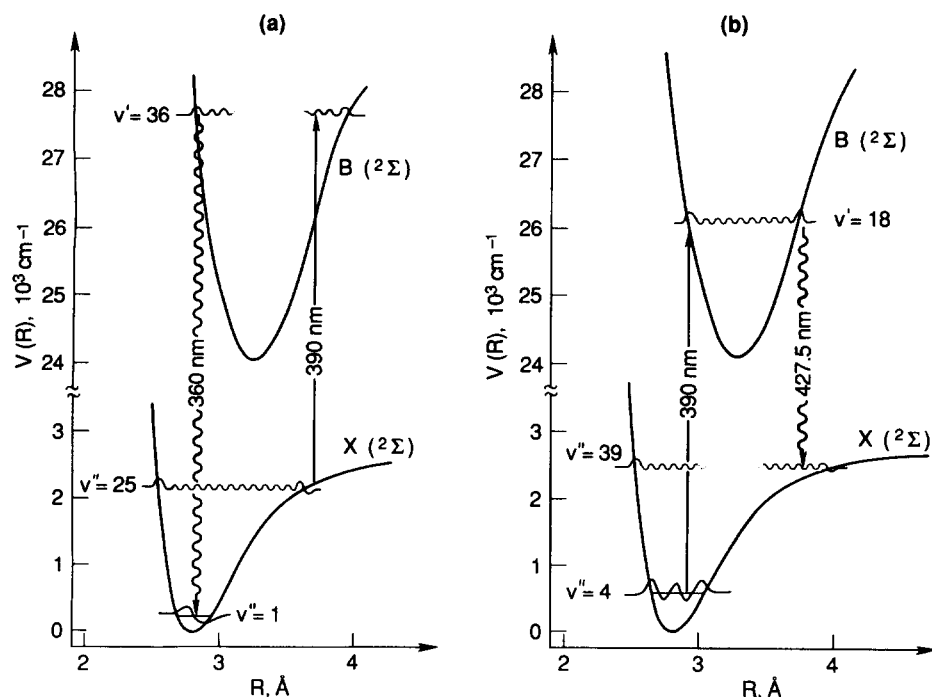 (a)
28
27
26
25
24
3
2
1
0
2
3
4
V (R), 10³ cm⁻¹
R, Å
v' = 36
B (²Σ)
360 nm
390 nm
X (²Σ)
v" = 25
v" = 1
(b)
28
27
26
25
24
3
2
1
0
2
3
4
V (R), 10³ cm⁻¹
R, Å
B (²Σ)
v' = 18
390 nm
427.5 nm
X (²Σ)
v" = 39
v" = 4